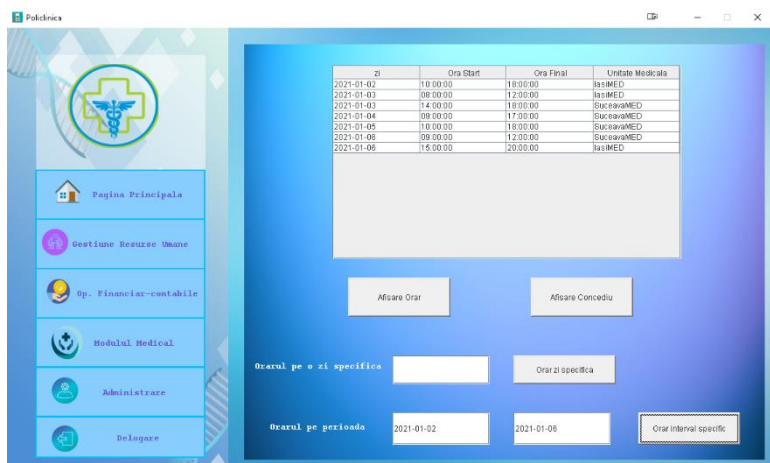 Policlinica
zi Ora Start Ora Final Unitate Medicala
2021-01-02 10:00:00 18:00:00 IasiMED
2021-01-03 08:00:00 12:00:00 IasiMED
2021-01-03 14:00:00 18:00:00 SuceavaMED
2021-01-04 09:00:00 17:00:00 SuceavaMED
2021-01-05 10:00:00 18:00:00 SuceavaMED
2021-01-06 09:00:00 12:00:00 SuceavaMED
2021-01-06 15:00:00 20:00:00 IasiMED
Pagina Principala
Gestiune Resurse Umane
Op. Financiar-contabile
Modulul Medical
Administrare
Delogare
Afisare Orar
Afisare Concediu
Orarul pe o zi specifica
Orar zi specifica
Orarul pe perioada
2021-01-02
2021-01-06
Orar interval specific